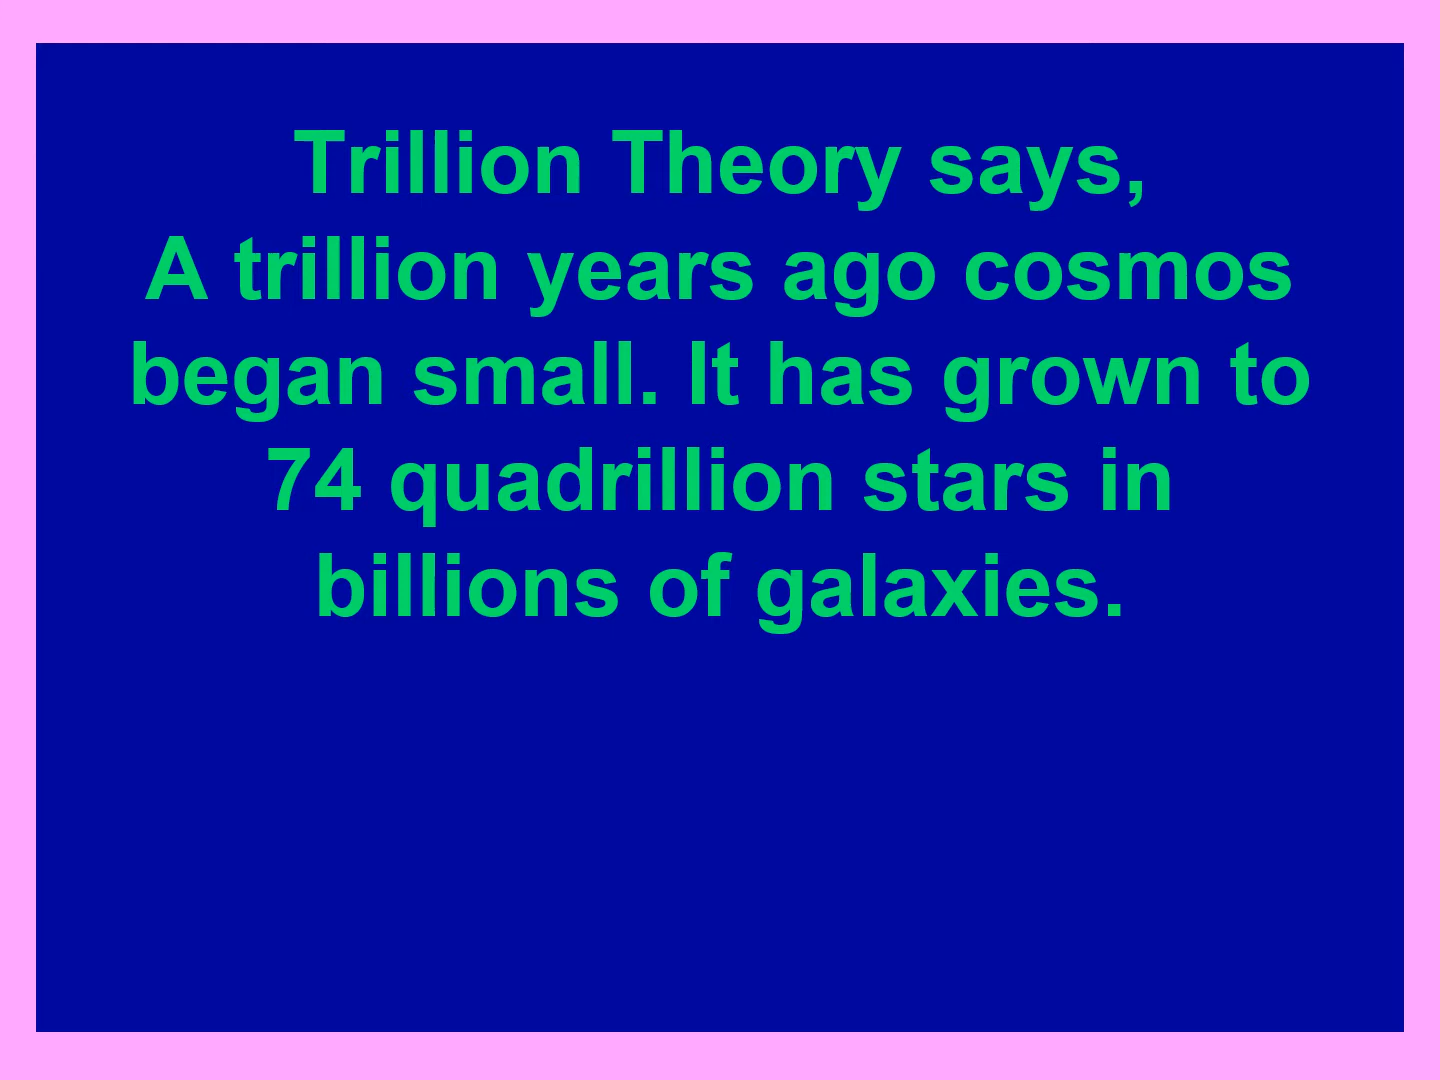 Trillion Theory says,
A trillion years ago cosmos
began small. It has grown to
74 quadrillion stars in
billions of galaxies.